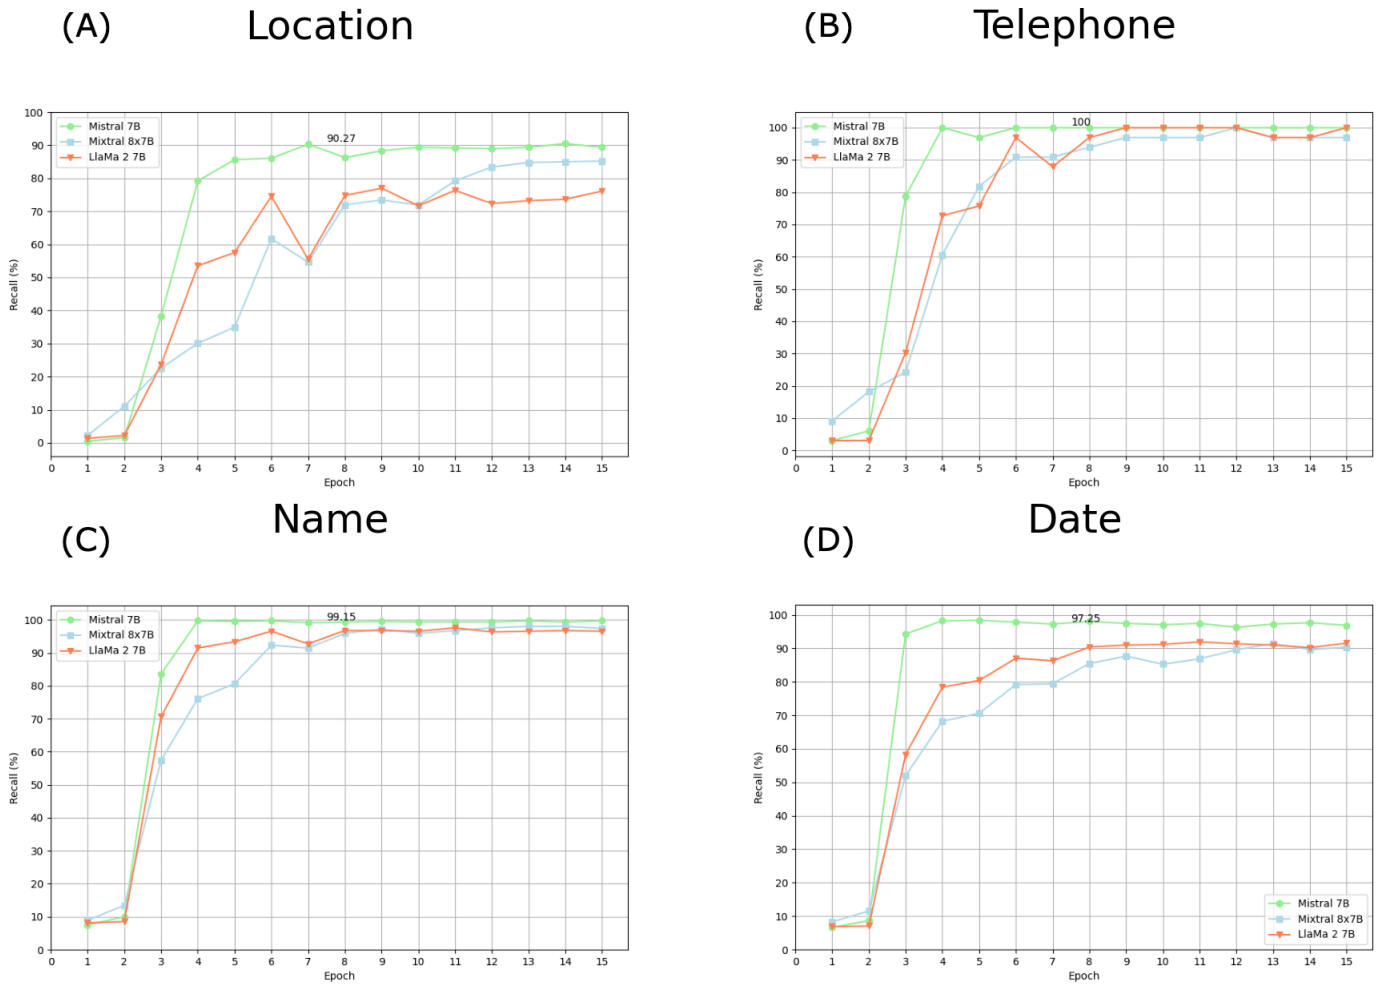 (A) Location
100
90
80
70
60
50
40
30
20
10
0
Recall (%)
Mistral 7B
Mixtral 8x7B
LlaMa 2 7B
90.27
0 1 2 3 4 5 6 7 8 9 10 11 12 13 14 15
Epoch
(B) Telephone
100
90
80
70
60
50
40
30
20
10
0
Recall (%)
Mistral 7B
Mixtral 8x7B
LlaMa 2 7B
100
0 1 2 3 4 5 6 7 8 9 10 11 12 13 14 15
Epoch
(C) Name
100
90
80
70
60
50
40
30
20
10
0
Recall (%)
Mistral 7B
Mixtral 8x7B
LlaMa 2 7B
99.15
0 1 2 3 4 5 6 7 8 9 10 11 12 13 14 15
Epoch
(D) Date
100
90
80
70
60
50
40
30
20
10
0
Recall (%)
97.25
Mistral 7B
Mixtral 8x7B
LlaMa 2 7B
0 1 2 3 4 5 6 7 8 9 10 11 12 13 14 15
Epoch